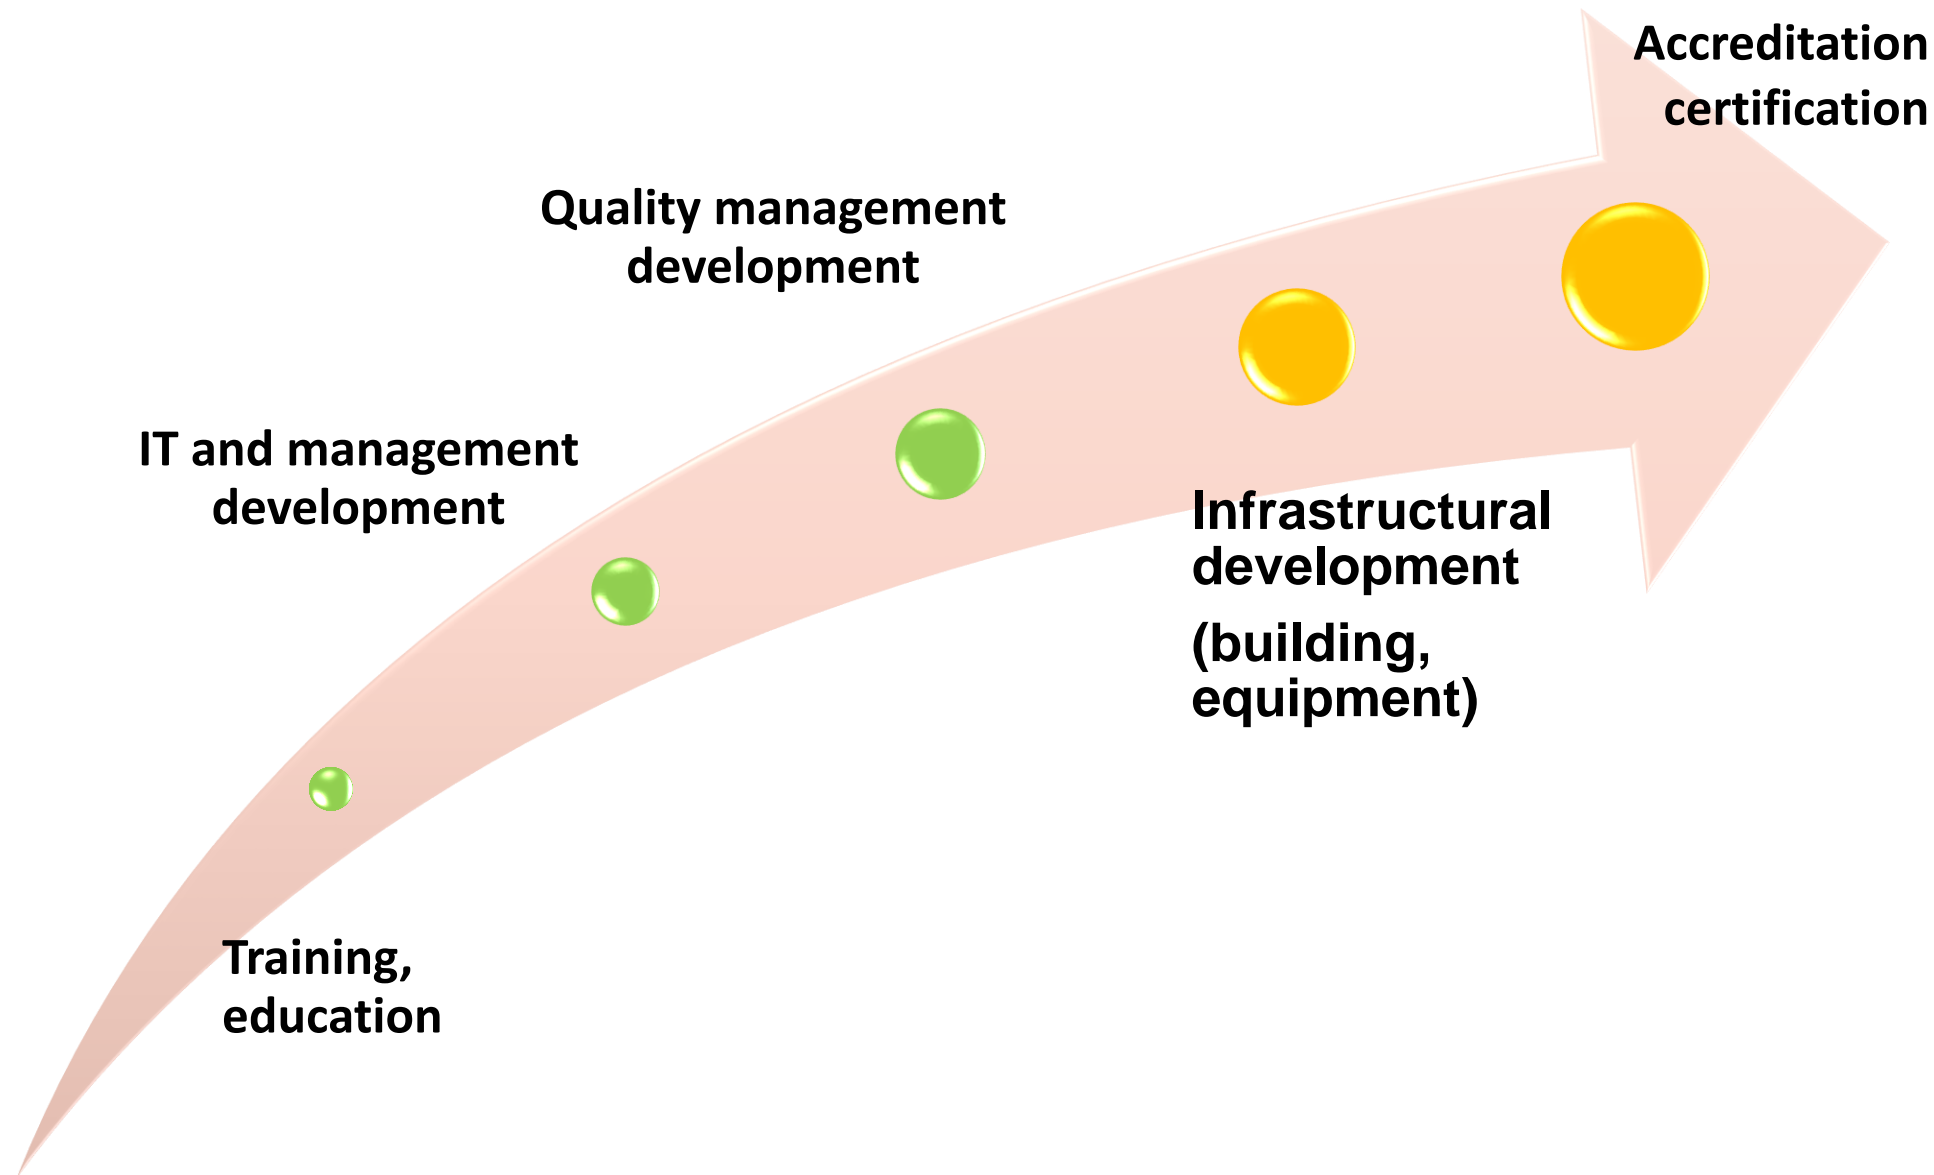 Accreditation
certification
Quality management
development
IT and management
development
Infrastructural
development
(building,
equipment)
Training,
education